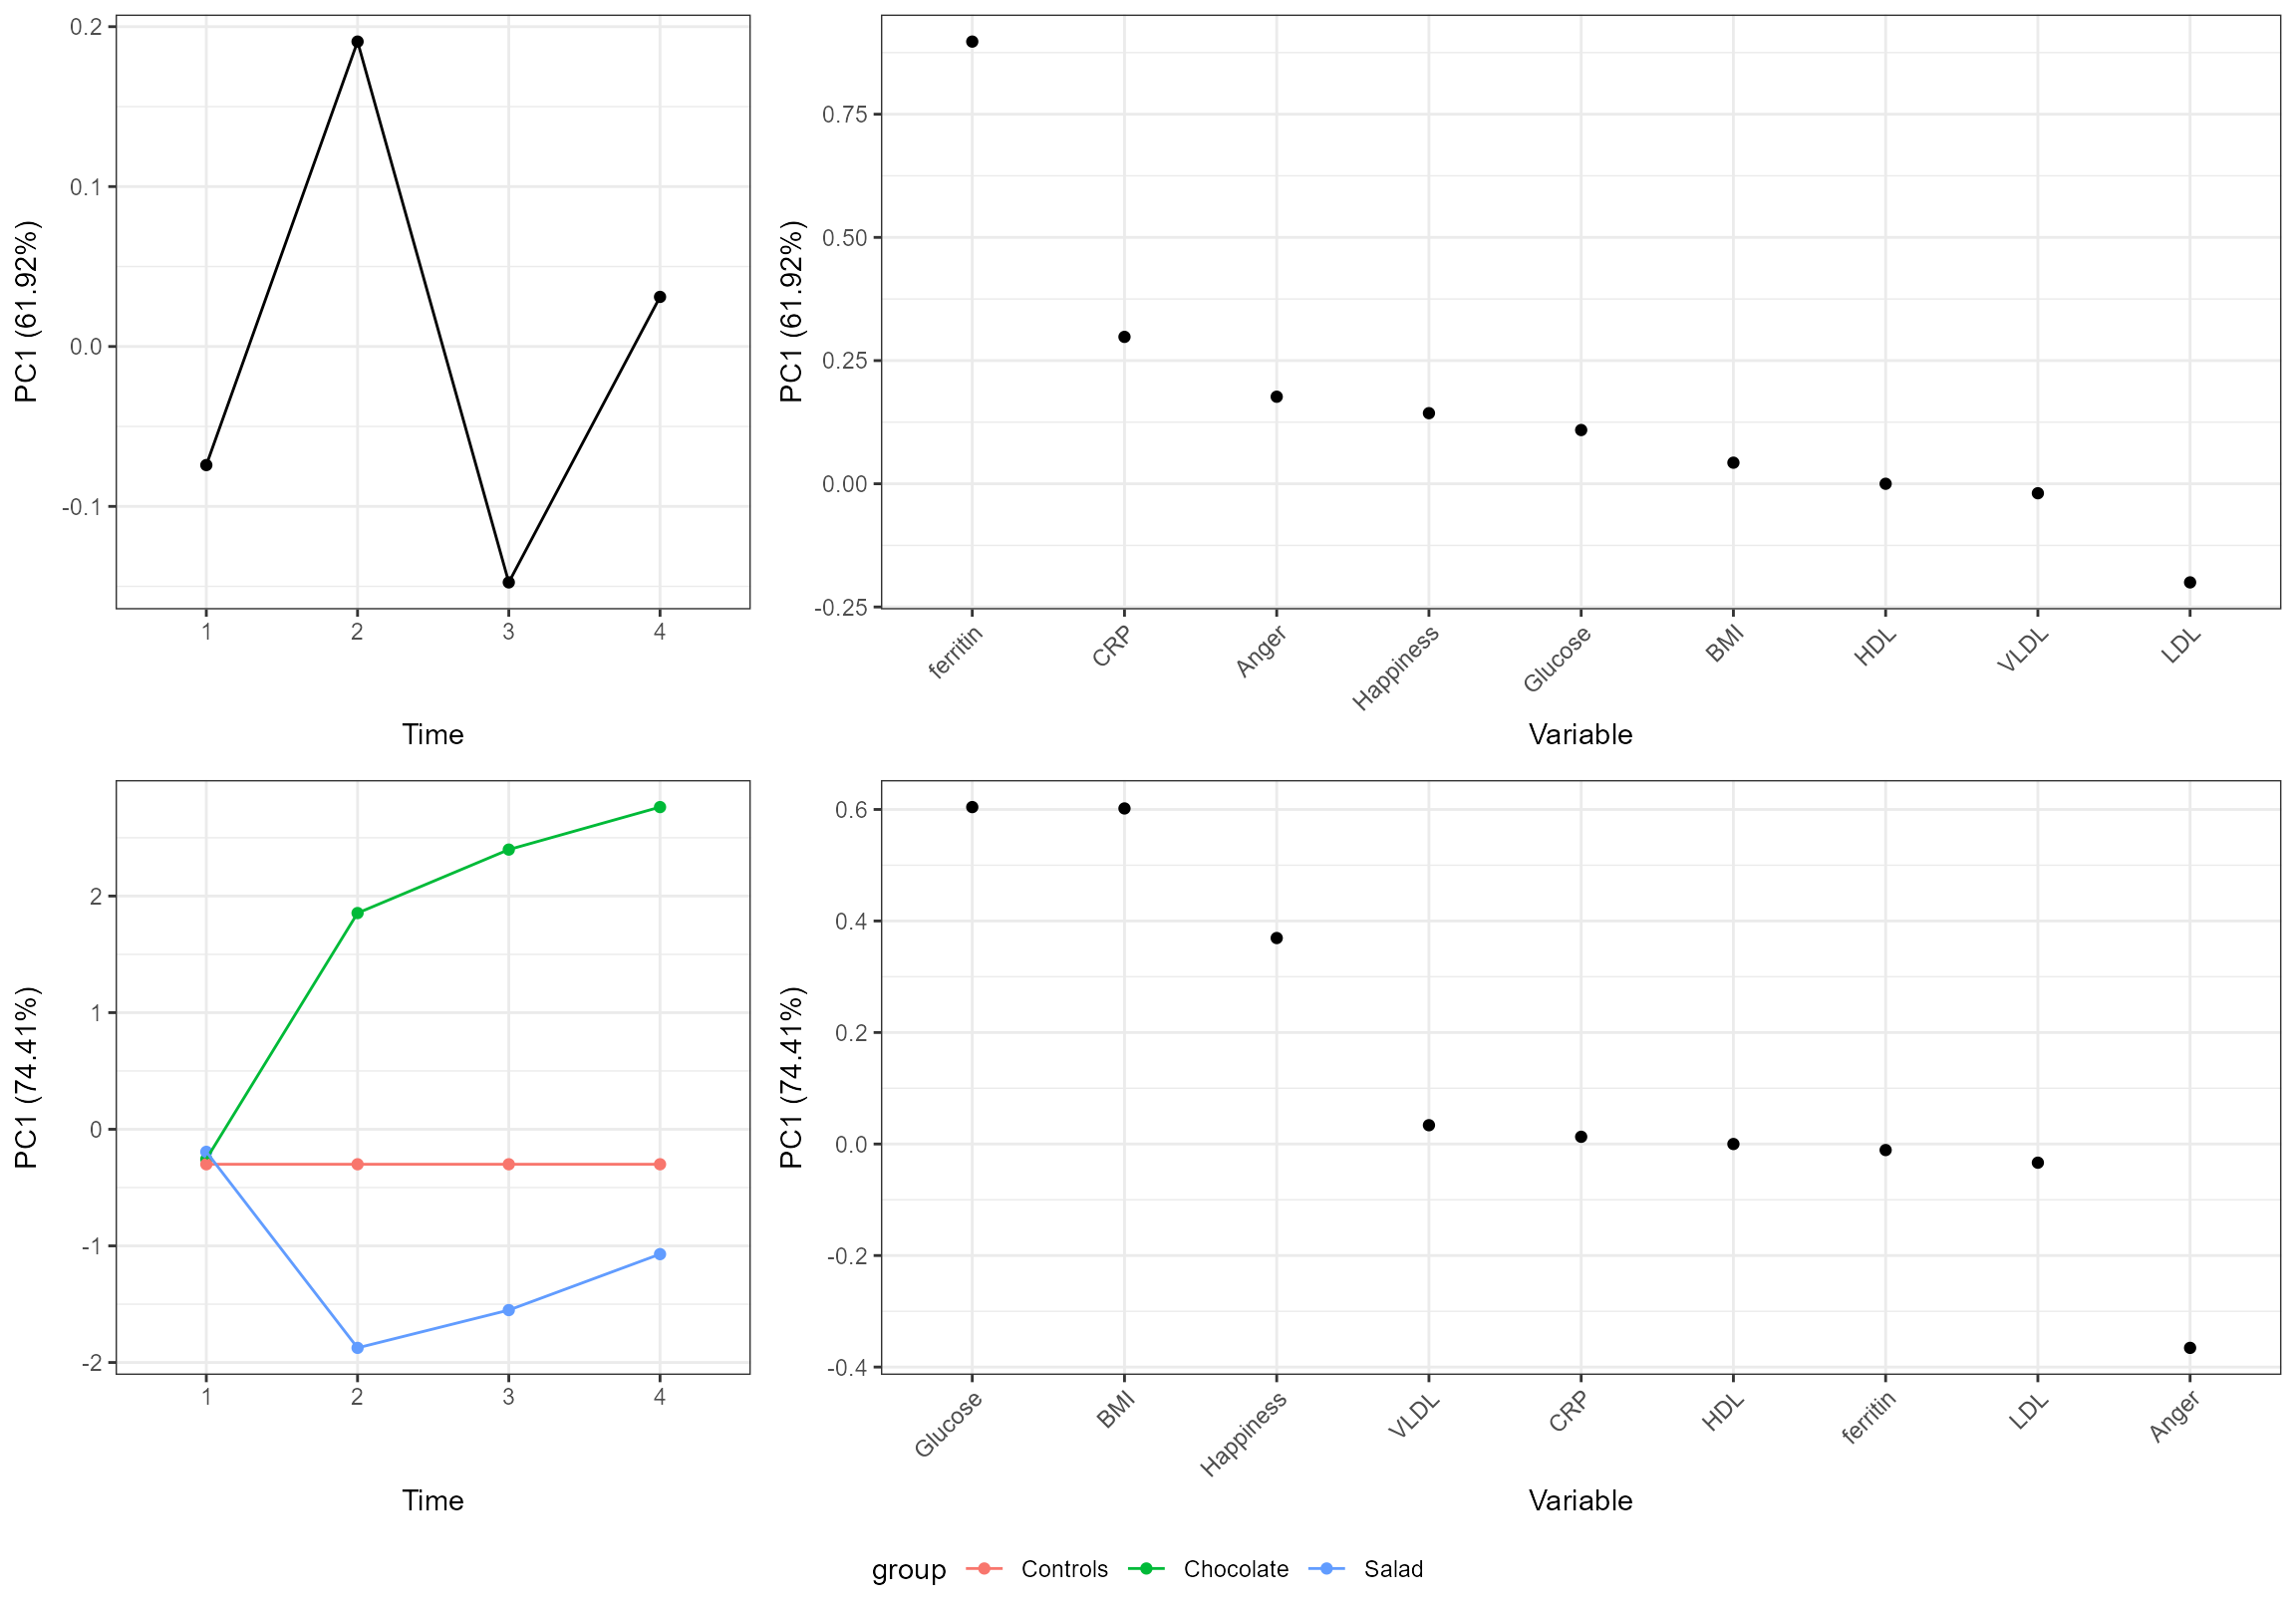 PC1 (61.92%)
0.2
0.1
0.0
-0.1
1 2 3 4
Time
PC1 (61.92%)
0.75
0.50
0.25
0.00
-0.25
ferritin CRP Anger Happiness Glucose BMI HDL VLDL LDL
Variable
PC1 (74.41%)
2
1
0
-1
-2
1 2 3 4
Time
PC1 (74.41%)
0.6
0.4
0.2
0.0
-0.2
-0.4
Glucose BMI Happiness VLDL CRP HDL ferritin LDL Anger
Variable
group Controls Chocolate Salad